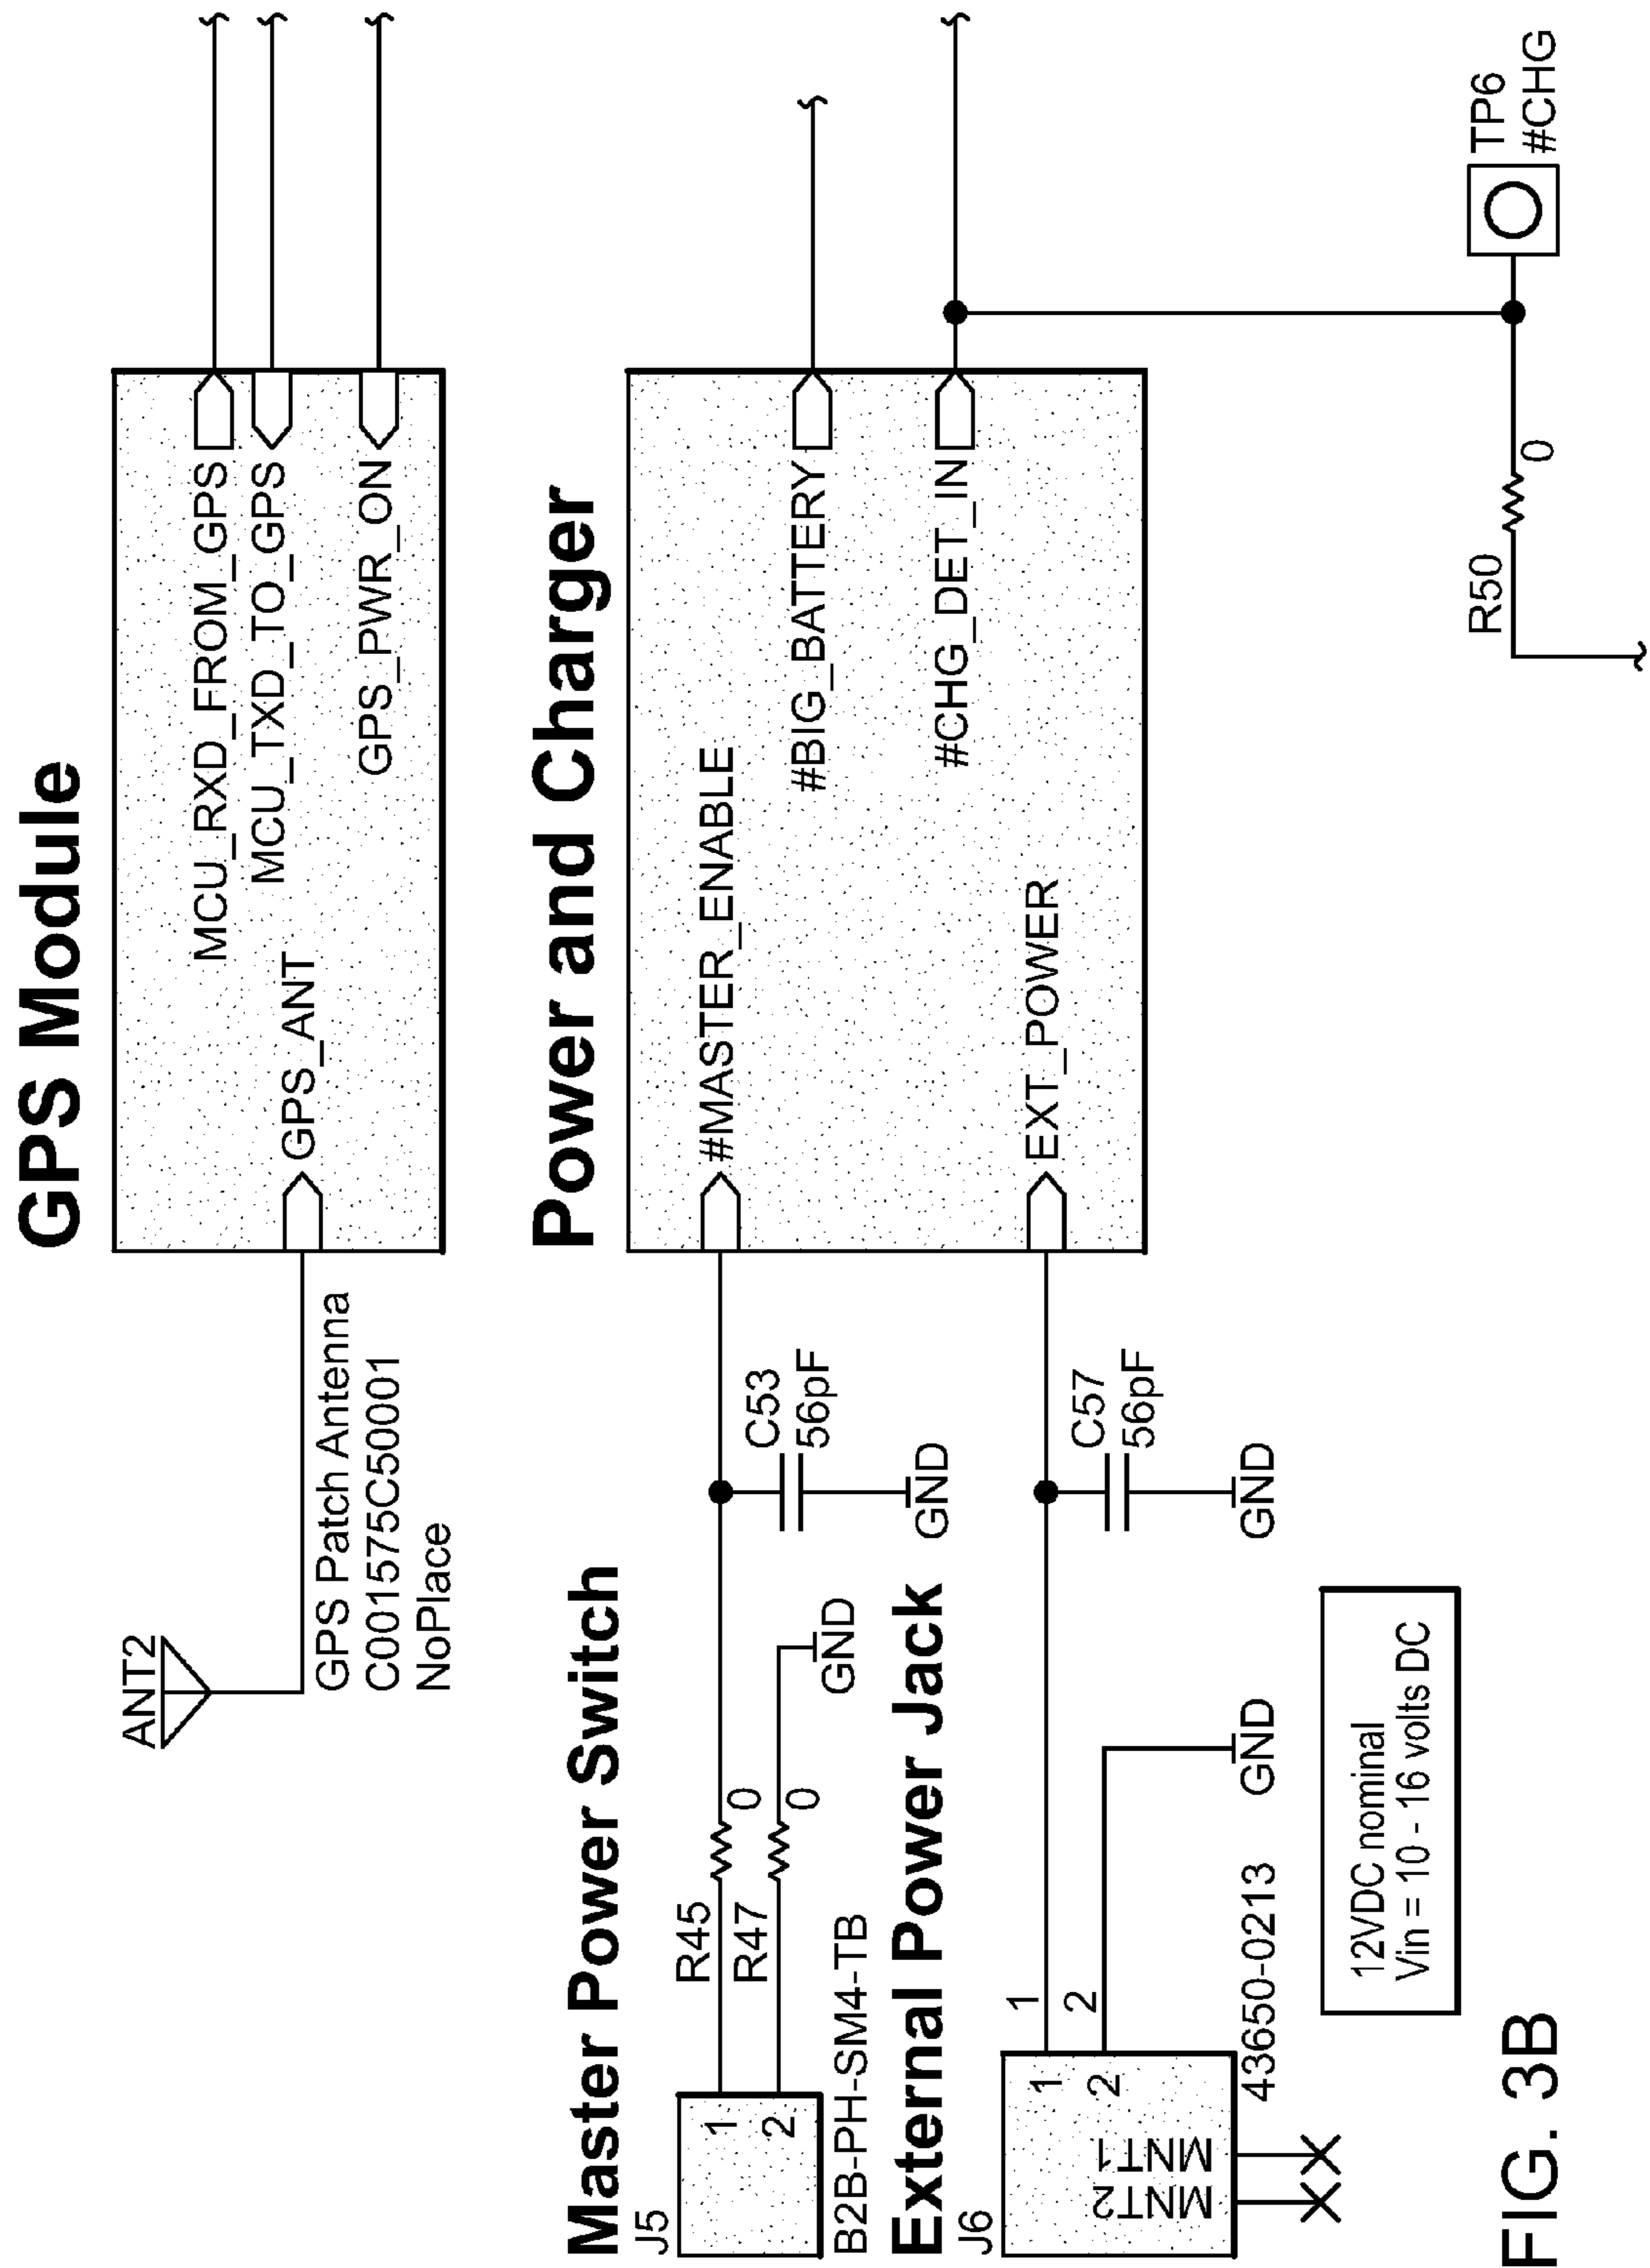 GPS Module
ANT2
GPS Patch Antenna
C001575C50001
NoPlace
GPS_ANT
MCU_RXD_FROM_GPS
MCU_TXD_TO_GPS
GPS_PWR_ON
Power and Charger
Master Power Switch
J5
1
2
B2B-PH-SM4-TB
R45
0
R47
0
GND
C53
56pF
GND
#MASTER_ENABLE
#BIG_BATTERY
#CHG_DET_IN
EXT_POWER
External Power Jack
J6
1
2
MNT1
MNT2
1
2
43650-0213
GND
C57
56pF
GND
12VDC nominal
Vin = 10 - 16 volts DC
R50
0
TP6
#CHG
FIG. 3B